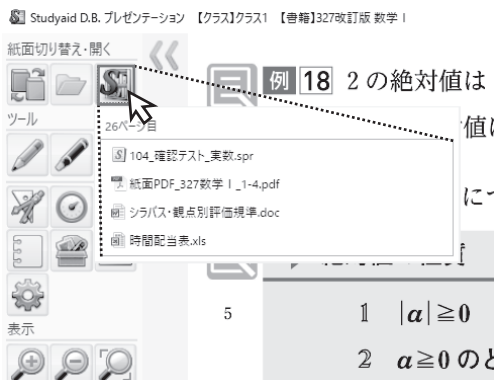 Studyaid D.B. プレゼンテーション 【クラス】クラス1 【書籍】327改訂版 数学Ⅰ
紙面切り替え・開く
例 18 2 の絶対値は
ツール
26ページ目
値は
104_確認テスト_実数.spr
紙面PDF_327数学Ⅰ_1-4.pdf
につ
シラバス・観点別評価規準.doc
時間配当表.xls
5
1 |a|≧0
表示
2 a≧0 のと